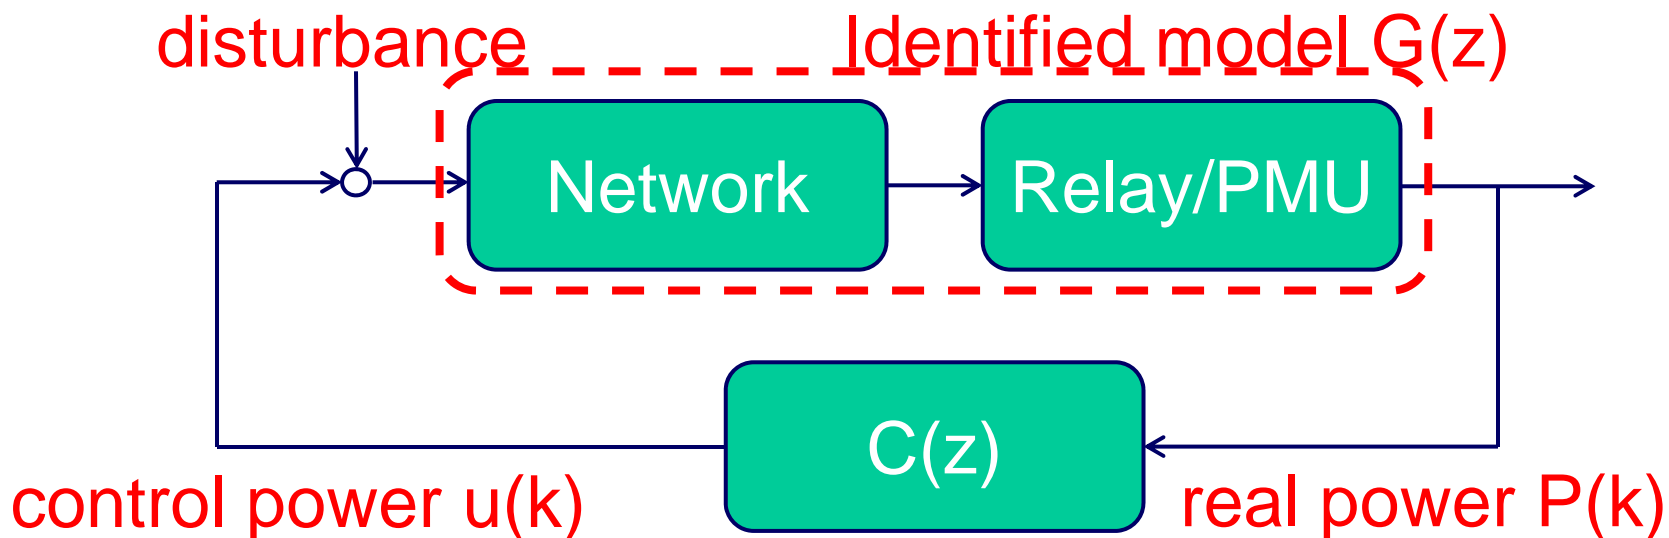 disturbance
Identified model G(z)
Network
Relay/PMU
C(z)
control power u(k)
real power P(k)